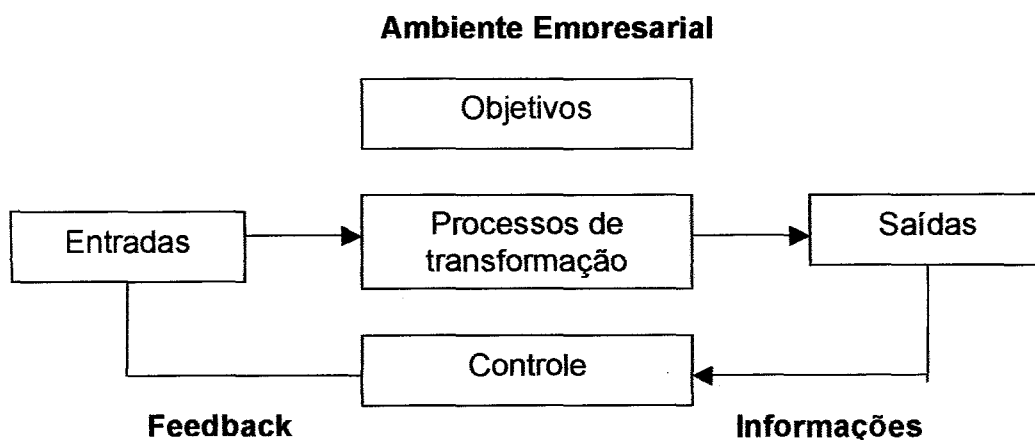 Ambiente Empresarial
Objetivos
Entradas
Processos de
transformação
Saídas
Controle
Feedback
Informações